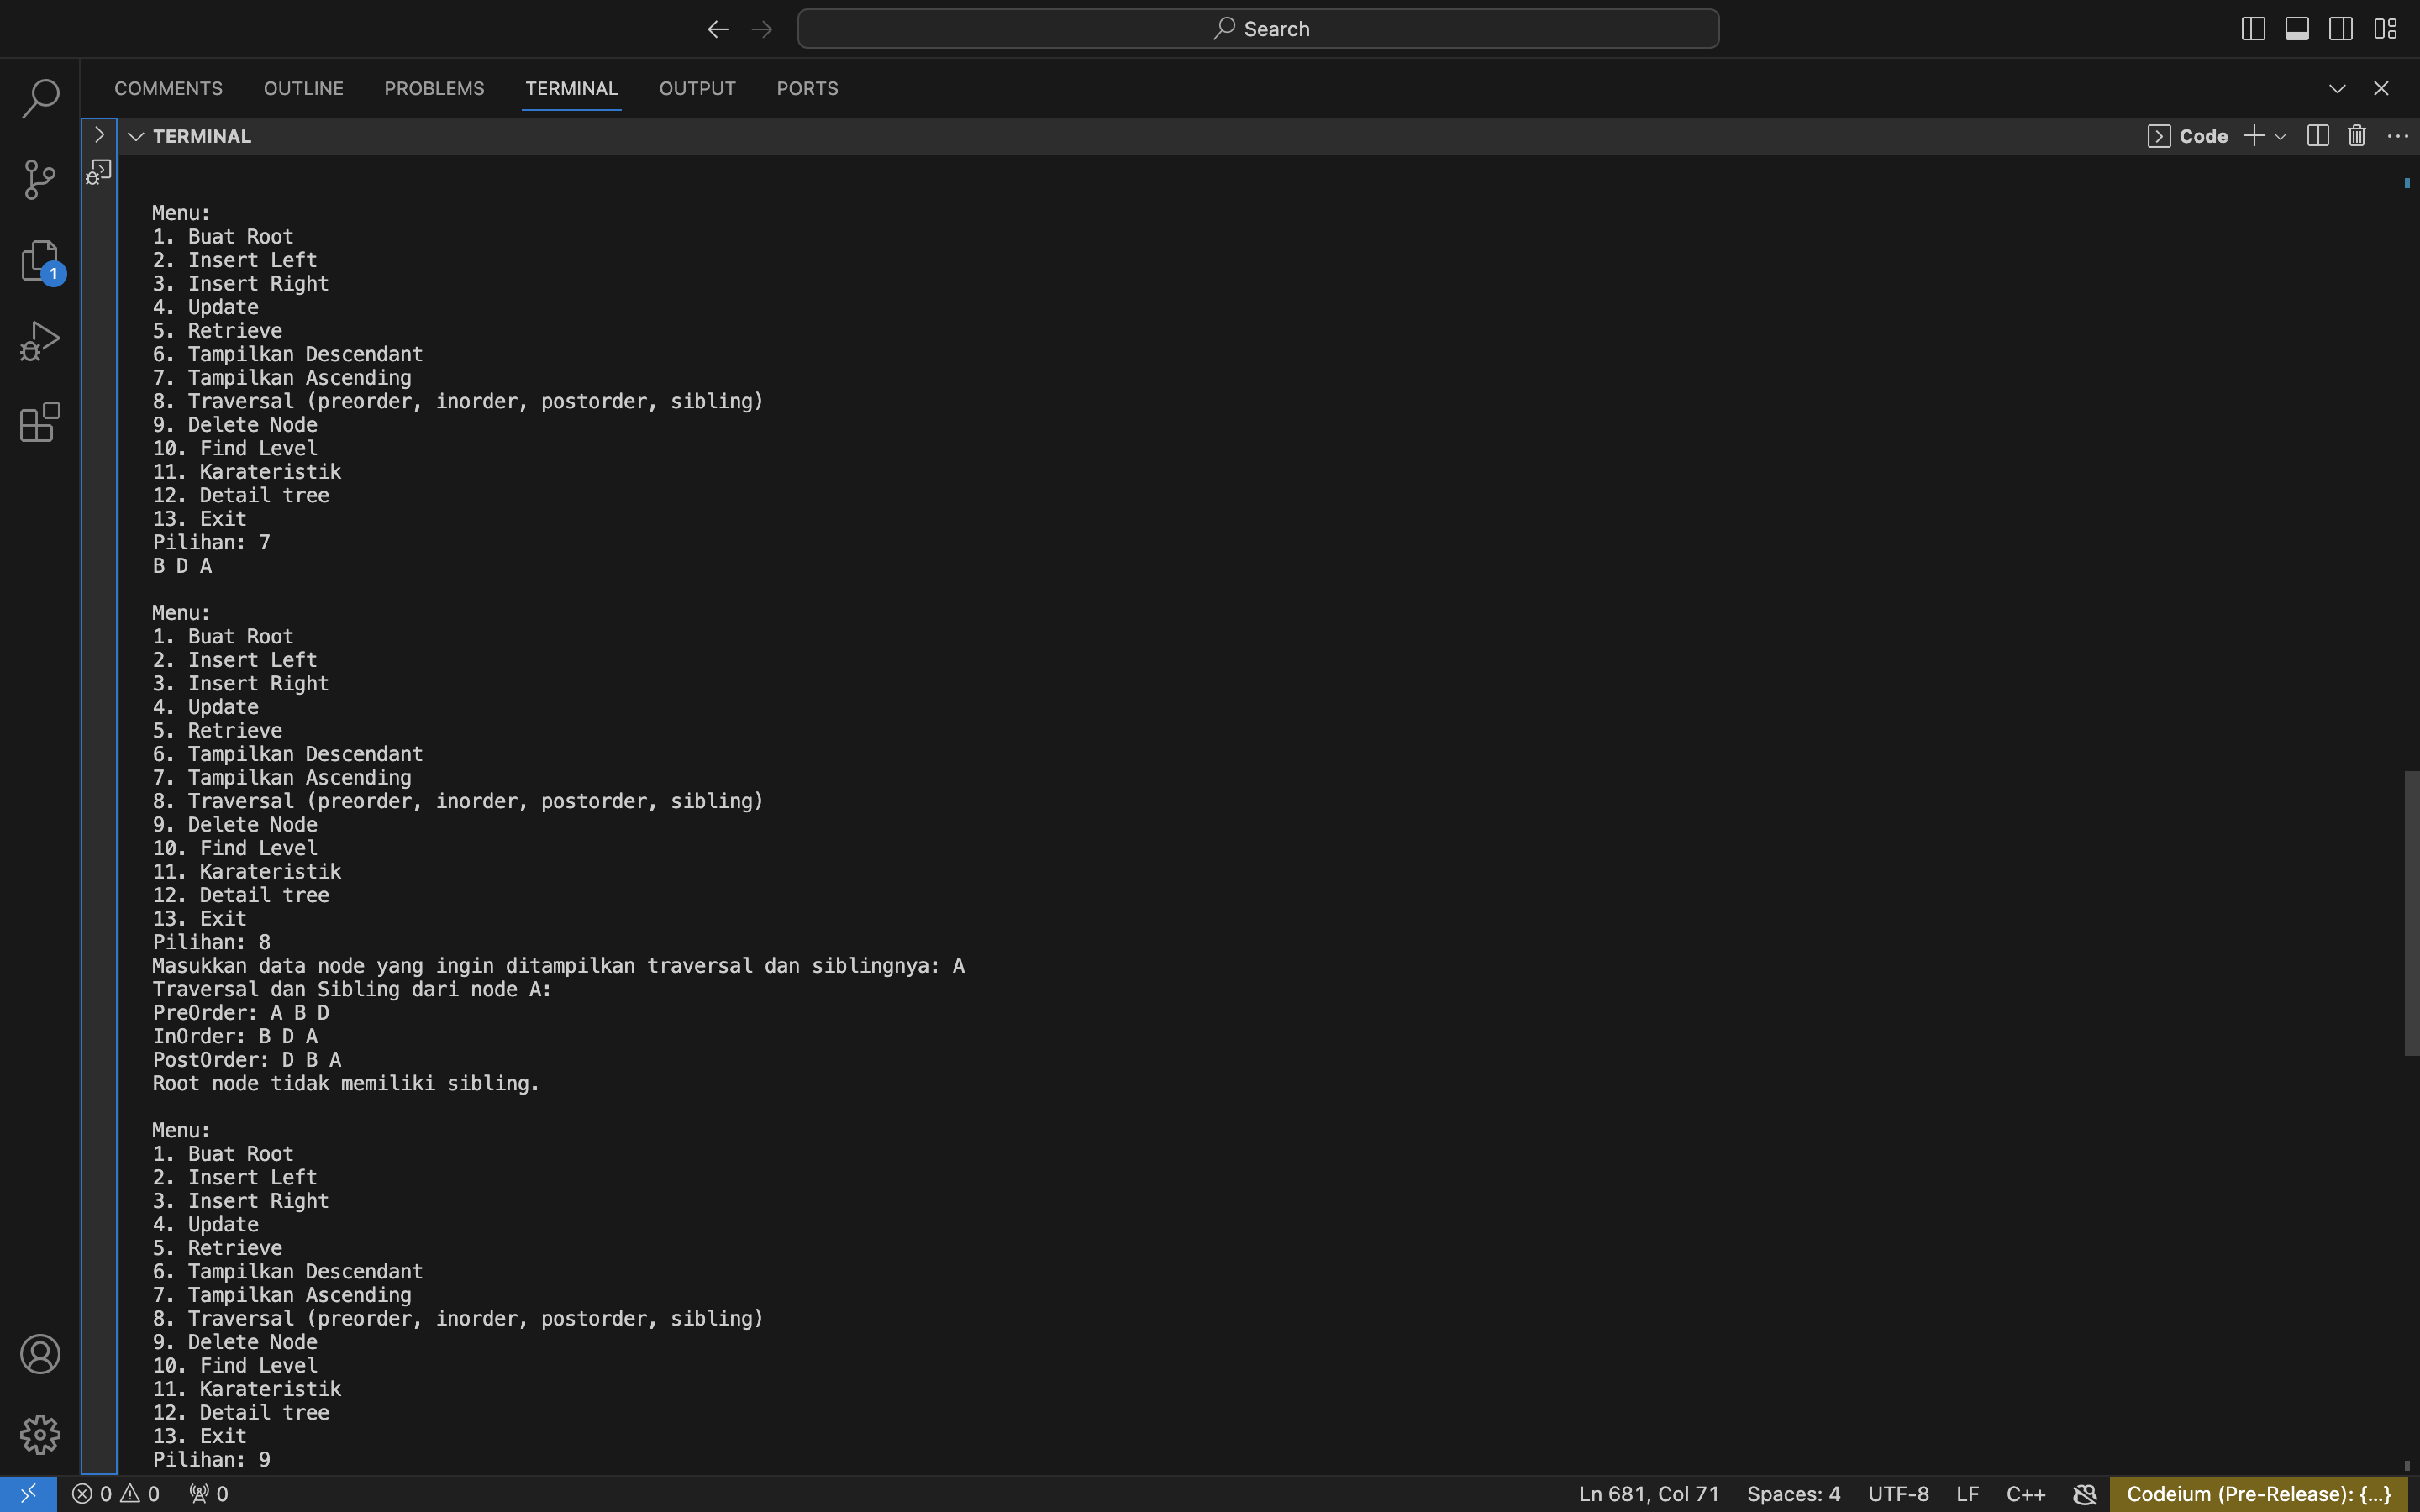 Search
COMMENTS OUTLINE PROBLEMS TERMINAL OUTPUT PORTS
TERMINAL
Code
1
Menu:
1. Buat Root
2. Insert Left
3. Insert Right
4. Update
5. Retrieve
6. Tampilkan Descendant
7. Tampilkan Ascending
8. Traversal (preorder, inorder, postorder, sibling)
9. Delete Node
10. Find Level
11. Karateristik
12. Detail tree
13. Exit
Pilihan: 7
B D A
Menu:
1. Buat Root
2. Insert Left
3. Insert Right
4. Update
5. Retrieve
6. Tampilkan Descendant
7. Tampilkan Ascending
8. Traversal (preorder, inorder, postorder, sibling)
9. Delete Node
10. Find Level
11. Karateristik
12. Detail tree
13. Exit
Pilihan: 8
Masukkan data node yang ingin ditampilkan traversal dan siblingnya: A
Traversal dan Sibling dari node A:
PreOrder: A B D
InOrder: B D A
PostOrder: D B A
Root node tidak memiliki sibling.
Menu:
1. Buat Root
2. Insert Left
3. Insert Right
4. Update
5. Retrieve
6. Tampilkan Descendant
7. Tampilkan Ascending
8. Traversal (preorder, inorder, postorder, sibling)
9. Delete Node
10. Find Level
11. Karateristik
12. Detail tree
13. Exit
Pilihan: 9
0 0 0 Ln 681, Col 71 Spaces: 4 UTF-8 LF C++ Codeium (Pre-Release): {...}